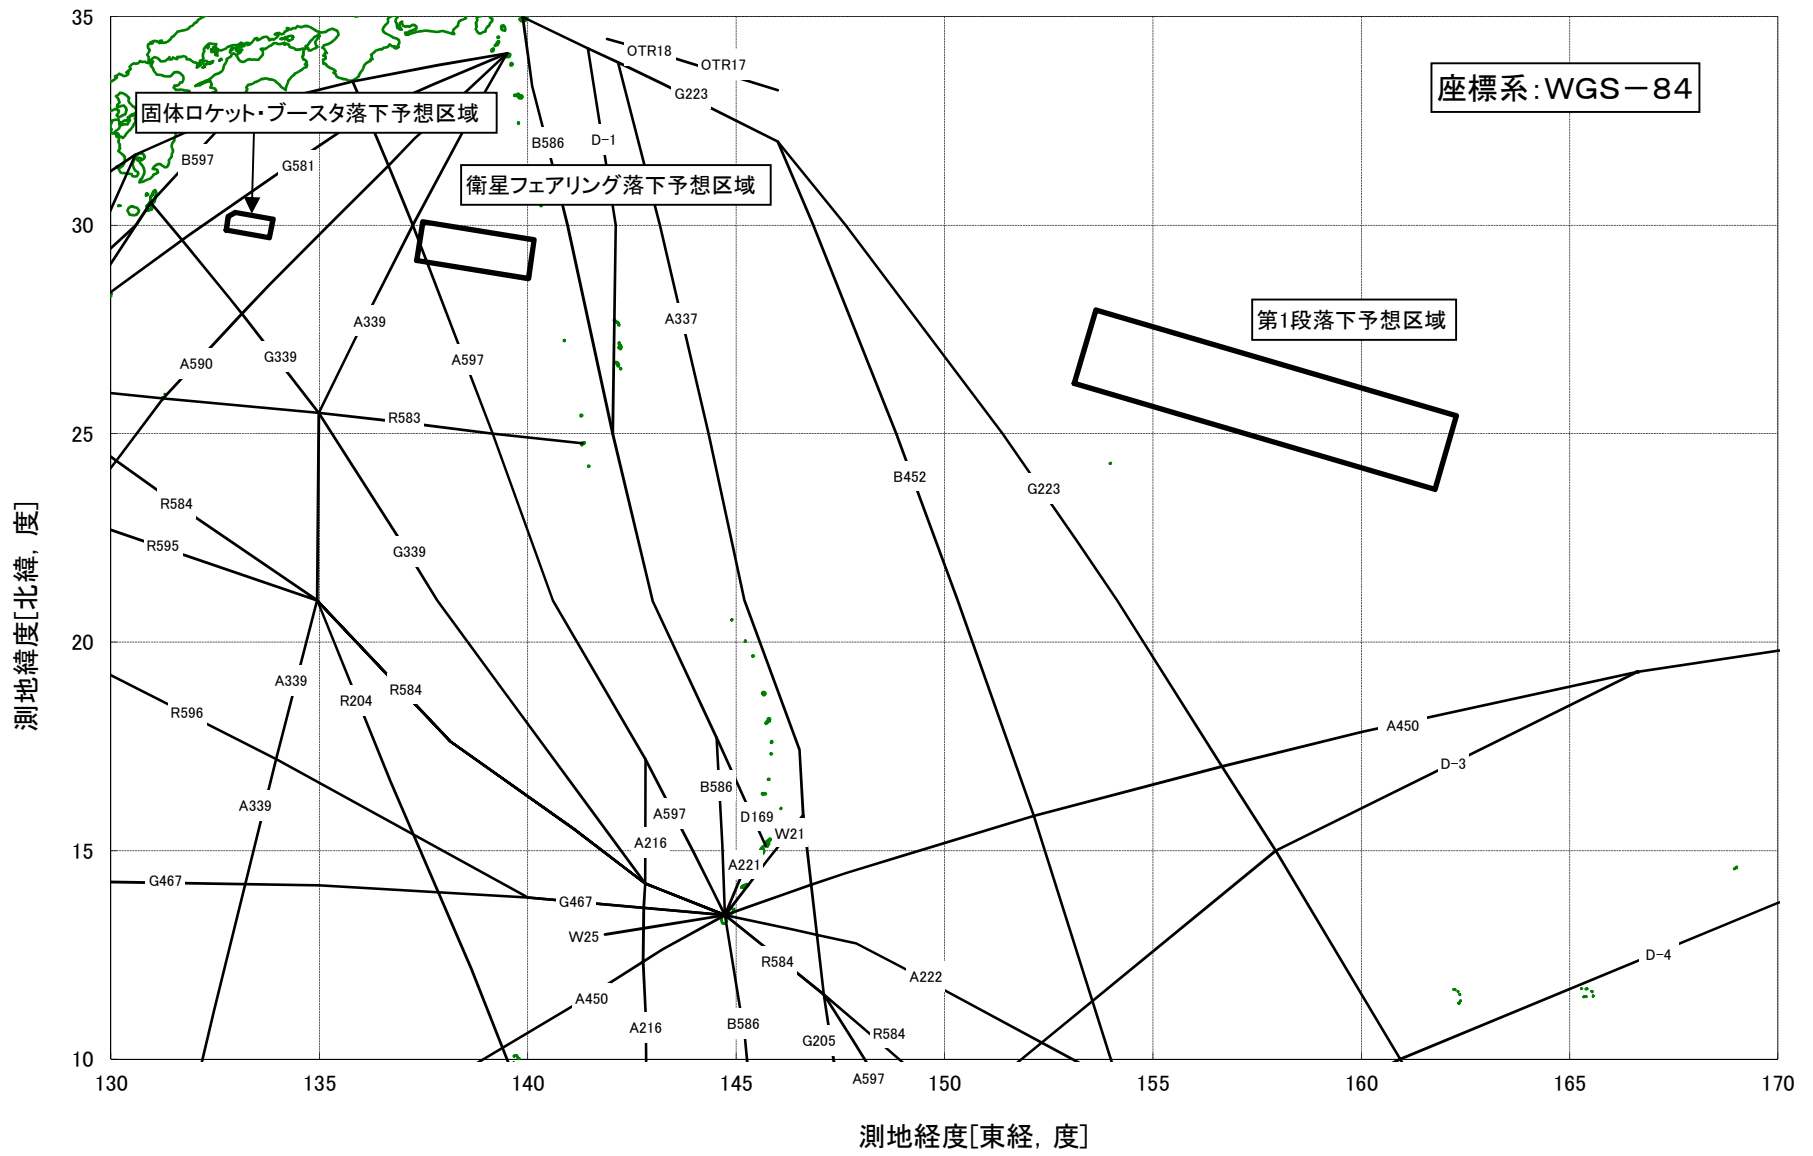 35
OTR18
OTR17
座標系：WGS－84
G223
固体ロケット・ブースタ落下予想区域
B586
D-1
B597
G581
衛星フェアリング落下予想区域
30
第1段落下予想区域
A339
A337
G339
A597
A590
R583
25
B452
G223
R584
R595
G339
測地緯度[北緯，度]
20
A339
R584
R204
R596
A450
D-3
B586
A339
A597
D169
W21
A216
15
A221
G467
G467
W25
R584
D-4
A222
A450
A216
B586
R584
G205
10
A597
130
135
140
145
150
155
160
165
170
測地経度[東経，度]